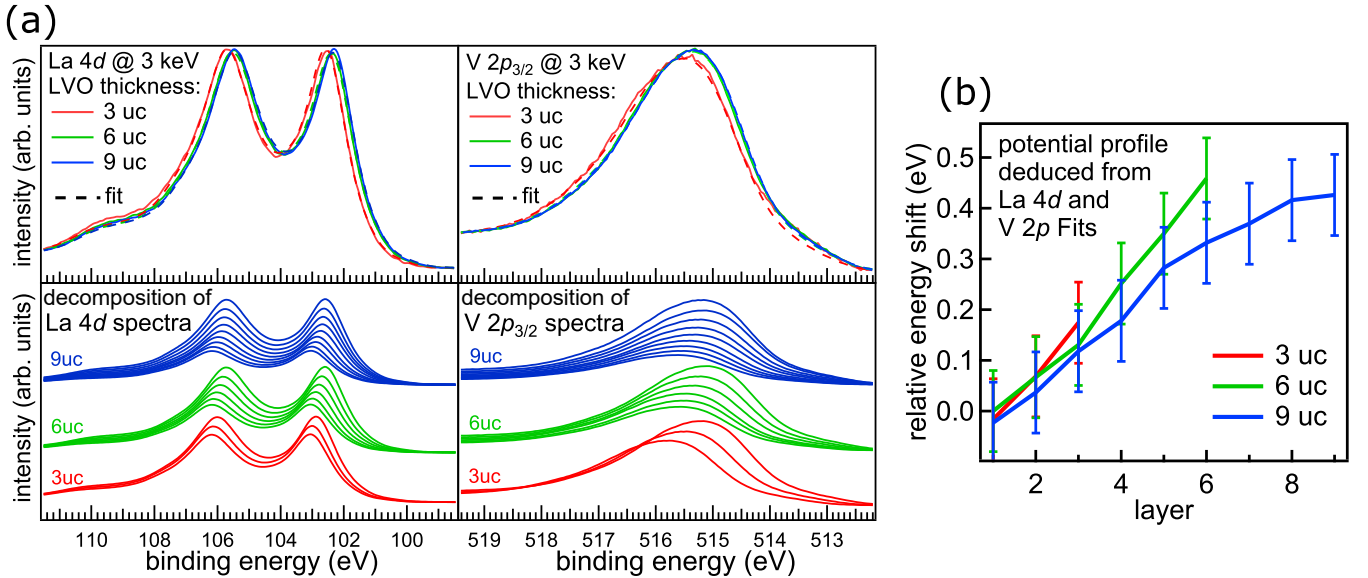 (a)
La 4d @ 3 keV
LVO thickness:
3 uc
6 uc
9 uc
fit
intensity (arb. units)
V 2p3/2 @ 3 keV
LVO thickness:
3 uc
6 uc
9 uc
fit
decomposition of
La 4d spectra
9uc
6uc
3uc
intensity (arb. units)
decomposition of
V 2p3/2 spectra
9uc
6uc
3uc
110 108 106 104 102 100
binding energy (eV)
519 518 517 516 515 514 513
binding energy (eV)
(b)
potential profile
deduced from
La 4d and
V 2p Fits
0.5
0.4
0.3
0.2
0.1
0.0
relative energy shift (eV)
3 uc
6 uc
9 uc
2 4 6 8
layer